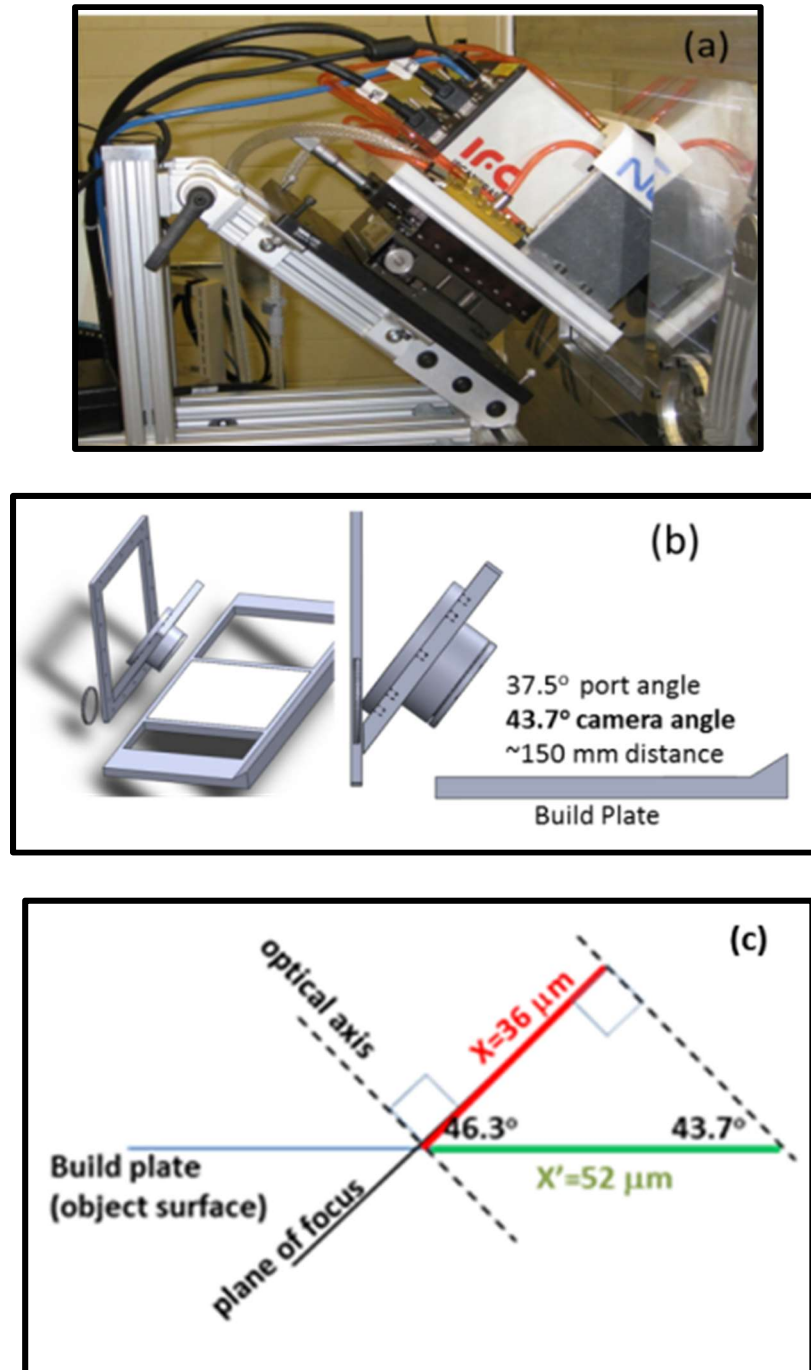 (a)
IFC
(b)
37.5° port angle
43.7° camera angle
~150 mm distance
Build Plate
(c)
optical axis
X=36 μm
46.3°
43.7°
Build plate
(object surface)
X'=52 μm
plane of focus